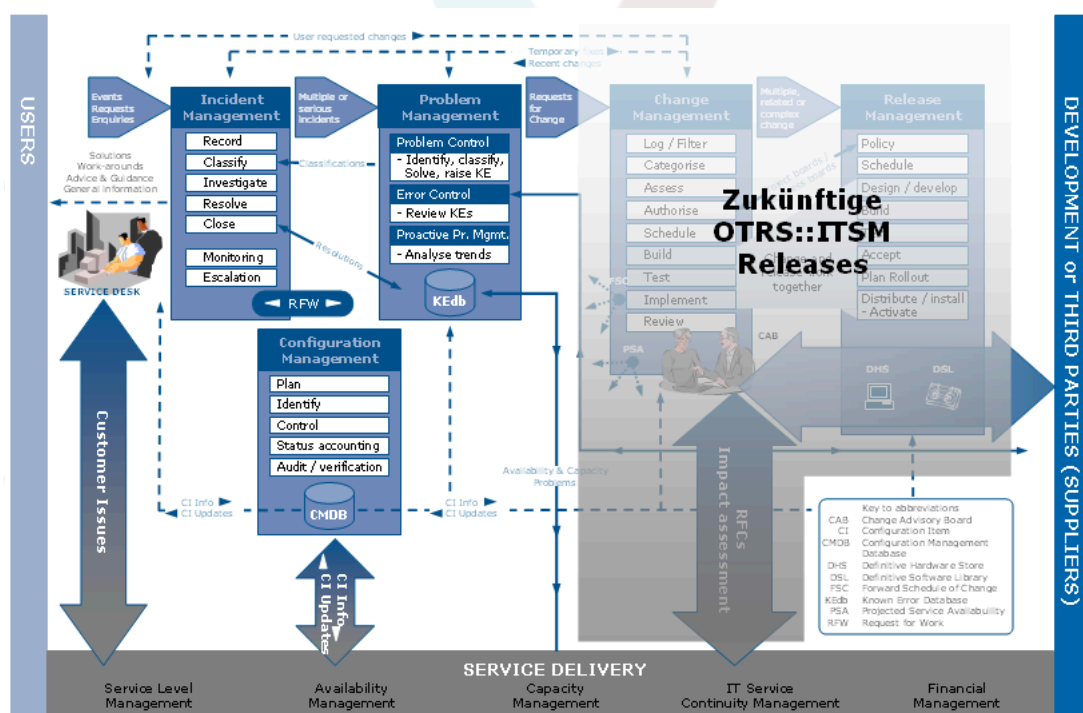 User requested changes
Temporary fixes
Recent changes
USERS
Events
Requests
Enquiries
Incident
Management
Record
Classify
Investigate
Resolve
Close
Monitoring
Escalation
Multiple or
serious
incidents
Problem
Management
Problem Control
- Identify, classify,
Solve, raise KE
Error Control
- Review KEs
Proactive Pr. Mgmt.
- Analyse trends
KEdb
Classifications
Resolutions
Requests
for
Change
Change
Management
Log / Filter
Categorise
Assess
Authorise
Schedule
Build
Test
Implement
Review
Multiple,
related or
complex
change
Release
Management
Policy
Schedule
Design / develop
Build
Accept
Plan Rollout
Distribute / install
- Activate
Zukünftige
OTRS::ITSM
Releases
Change and
together
FSC
PSA
CAB
DHS
DSL
Solutions
Work-arounds
Advice & Guidance
General information
SERVICE DESK
RFW
Configuration
Management
Plan
Identify
Control
Status accounting
Audit / verification
CMDB
CI Info
CI Updates
CI Info
CI Updates
CI Info
CI Updates
Customer Issues
Availability & Capacity
Problems
RFCs
Impact assessment
DEVELOPMENT or THIRD PARTIES (SUPPLIERS)
Key to abbreviations
CAB Change Advisory Board
CI Configuration Item
CMDB Configuration Management
Database
DHS Definitive Hardware Store
DSL Definitive Software Library
FSC Forward Schedule of Change
KEdb Known Error Database
PSA Projected Service Availability
RFW Request for Work
SERVICE DELIVERY
Service Level
Management
Availability
Management
Capacity
Management
IT Service
Continuity Management
Financial
Management